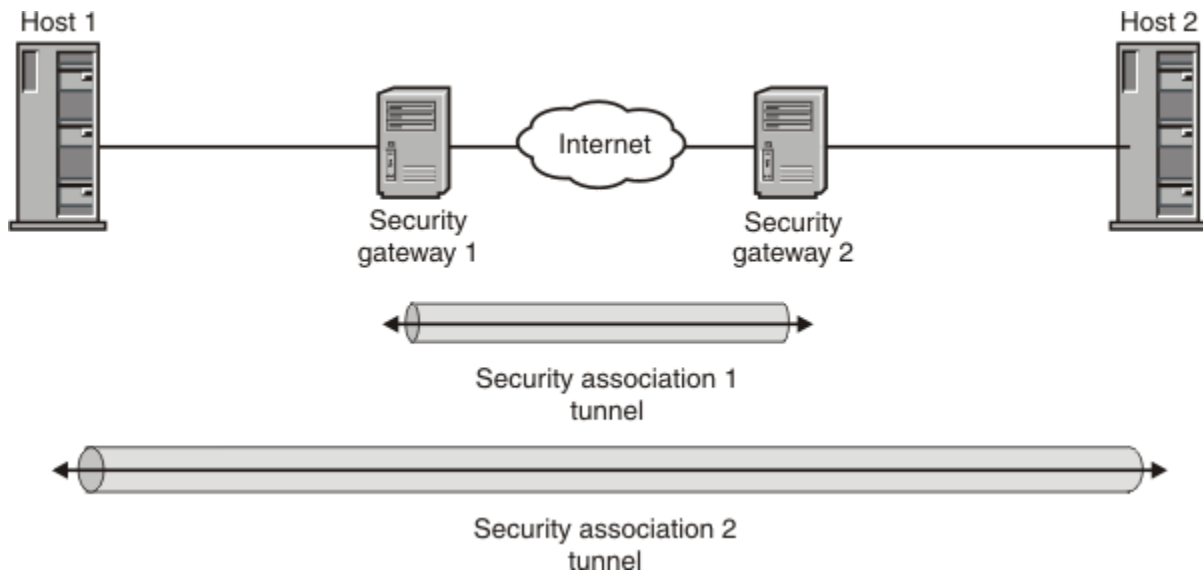 Host 1
Host 2
Internet
Security
gateway 1
Security
gateway 2
Security association 1
tunnel
Security association 2
tunnel